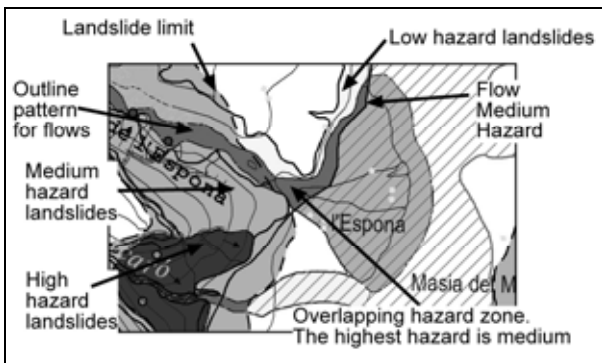 Landslide limit
Low hazard landslides
Outline
pattern
for flows
Flow
Medium
Hazard
l'Espona
Medium
hazard
landslides
l'Espona
High
hazard
landslides
Masia de M
Overlapping hazard zone.
The highest hazard is medium